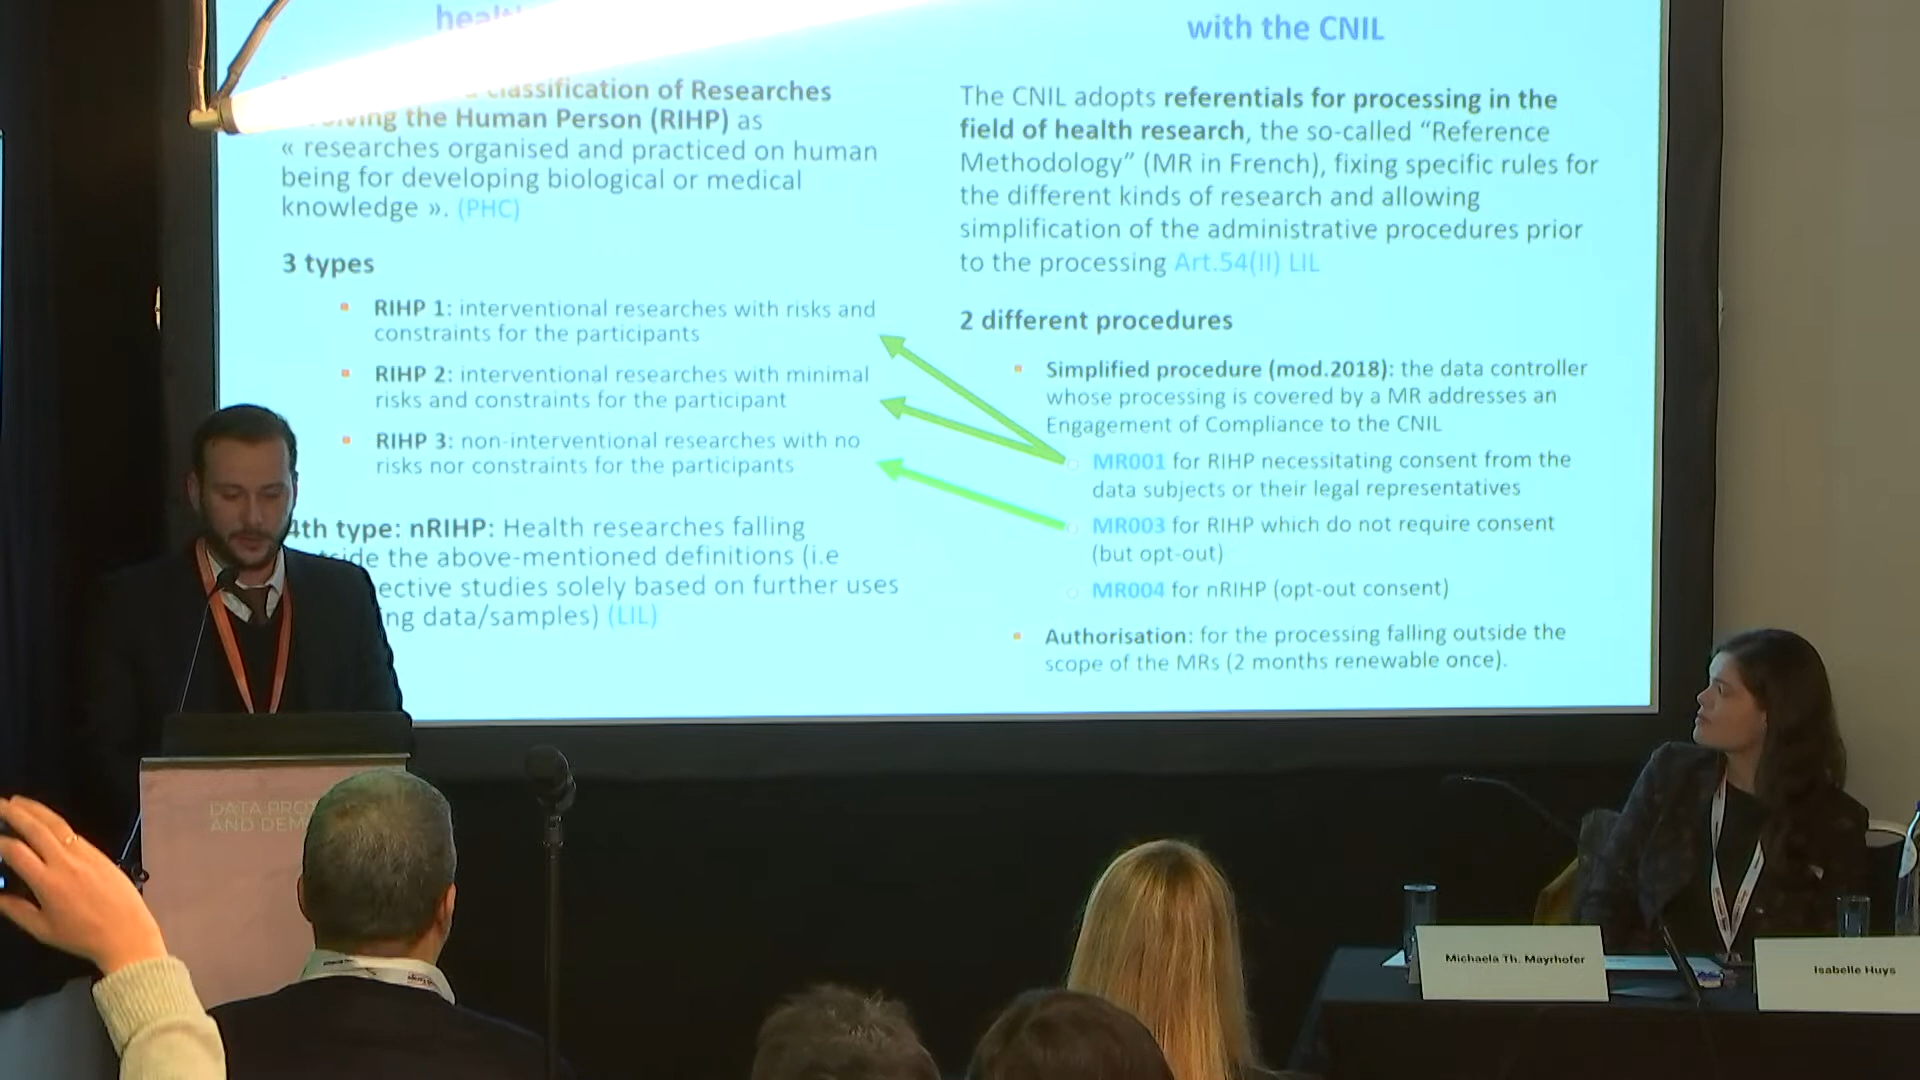 with the CNIL
classification of Researches
the Human Person (RIHP) as
« researches organised and practiced on human
being for developing biological or medical
knowledge ». (PHC)
3 types
RIHP 1: interventional researches with risks and
constraints for the participants
RIHP 2: interventional researches with minimal
risks and constraints for the participant
RIHP 3: non-interventional researches with no
risks nor constraints for the participants
4th type: nRIHP: Health researches falling
the above-mentioned definitions (i.e
studies solely based on further uses
data/samples) (LIL)
The CNIL adopts referentials for processing in the
field of health research, the so-called “Reference
Methodology” (MR in French), fixing specific rules for
the different kinds of research and allowing
simplification of the administrative procedures prior
to the processing Art.54(II) LIL
2 different procedures
Simplified procedure (mod.2018): the data controller
whose processing is covered by a MR addresses an
Engagement of Compliance to the CNIL
MR001 for RIHP necessitating consent from the
data subjects or their legal representatives
MR003 for RIHP which do not require consent
(but opt-out)
MR004 for nRIHP (opt-out consent)
Authorisation: for the processing falling outside the
scope of the MRs (2 months renewable once).
DATA
AND
Michaela Th. Mayrhofer
Isabelle Huys